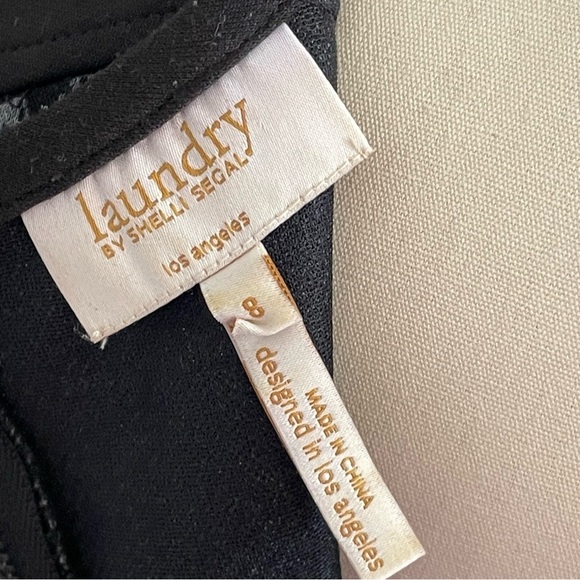 laundry
BY SHELLI SEGAL
los angeles
8
MADE IN CHINA
designed in los angeles